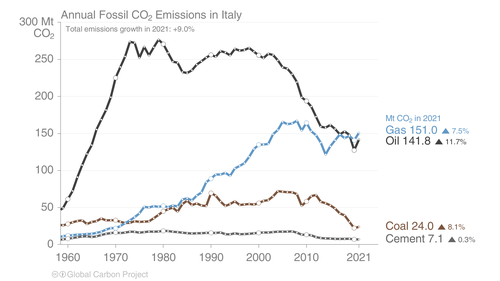 Annual Fossil CO₂ Emissions in Italy
300 Mt
CO₂
Total emissions growth in 2021: +9.0%
250
200
150
100
50
0
1960 1970 1980 1990 2000 2010 2021
Mt CO₂ in 2021
Gas 151.0 ▲ 7.5%
Oil 141.8 ▲ 11.7%
Coal 24.0 ▲ 8.1%
Cement 7.1 ▲ 0.3%
Global Carbon Project